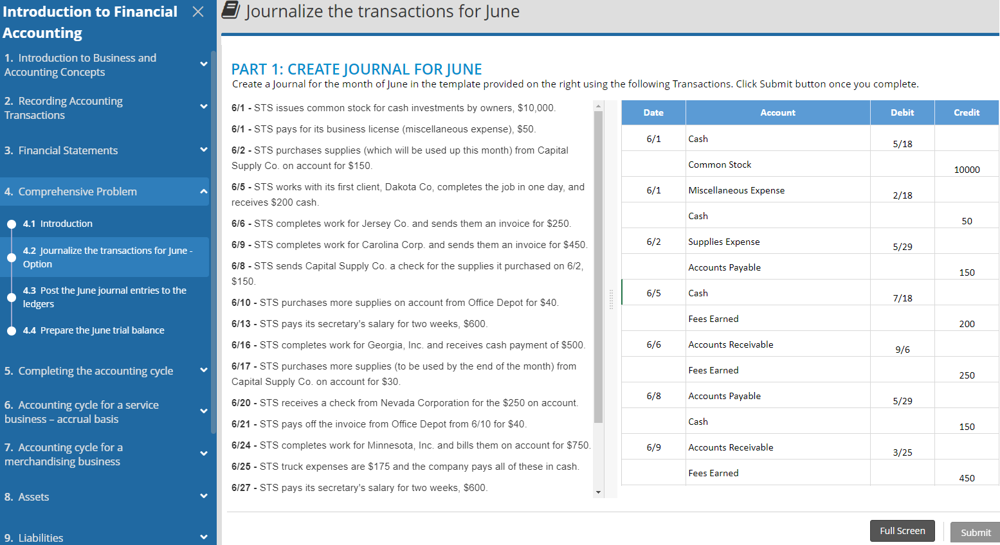 Introduction to Financial
Accounting
1. Introduction to Business and
Accounting Concepts
2. Recording Accounting
Transactions
3. Financial Statements
4. Comprehensive Problem
4.1 Introduction
4.2 Journalize the transactions for June -
Option
4.3 Post the June journal entries to the
ledgers
4.4 Prepare the June trial balance
5. Completing the accounting cycle
6. Accounting cycle for a service
business – accrual basis
7. Accounting cycle for a
merchandising business
8. Assets
9. Liabilities
Journalize the transactions for June
PART 1: CREATE JOURNAL FOR JUNE
Create a Journal for the month of June in the template provided on the right using the following Transactions. Click Submit button once you complete.
6/1 - STS issues common stock for cash investments by owners, $10,000.
6/1 - STS pays for its business license (miscellaneous expense), $50.
6/2 - STS purchases supplies (which will be used up this month) from Capital
Supply Co. on account for $150.
6/5 - STS works with its first client, Dakota Co, completes the job in one day, and
receives $200 cash.
6/6 - STS completes work for Jersey Co. and sends them an invoice for $250.
6/9 - STS completes work for Carolina Corp. and sends them an invoice for $450.
6/8 - STS sends Capital Supply Co. a check for the supplies it purchased on 6/2,
$150.
6/10 - STS purchases more supplies on account from Office Depot for $40.
6/13 - STS pays its secretary's salary for two weeks, $600.
6/16 - STS completes work for Georgia, Inc. and receives cash payment of $500.
6/17 - STS purchases more supplies (to be used by the end of the month) from
Capital Supply Co. on account for $30.
6/20 - STS receives a check from Nevada Corporation for the $250 on account.
6/21 - STS pays off the invoice from Office Depot from 6/10 for $40.
6/24 - STS completes work for Minnesota, Inc. and bills them on account for $750.
6/25 - STS truck expenses are $175 and the company pays all of these in cash.
6/27 - STS pays its secretary's salary for two weeks, $600.
Date Account Debit Credit
6/1 Cash 5/18
Common Stock 10000
6/1 Miscellaneous Expense 2/18
Cash 50
6/2 Supplies Expense 5/29
Accounts Payable 150
6/5 Cash 7/18
Fees Earned 200
6/6 Accounts Receivable 9/6
Fees Earned 250
6/8 Accounts Payable 5/29
Cash 150
6/9 Accounts Receivable 3/25
Fees Earned 450
Full Screen
Submit